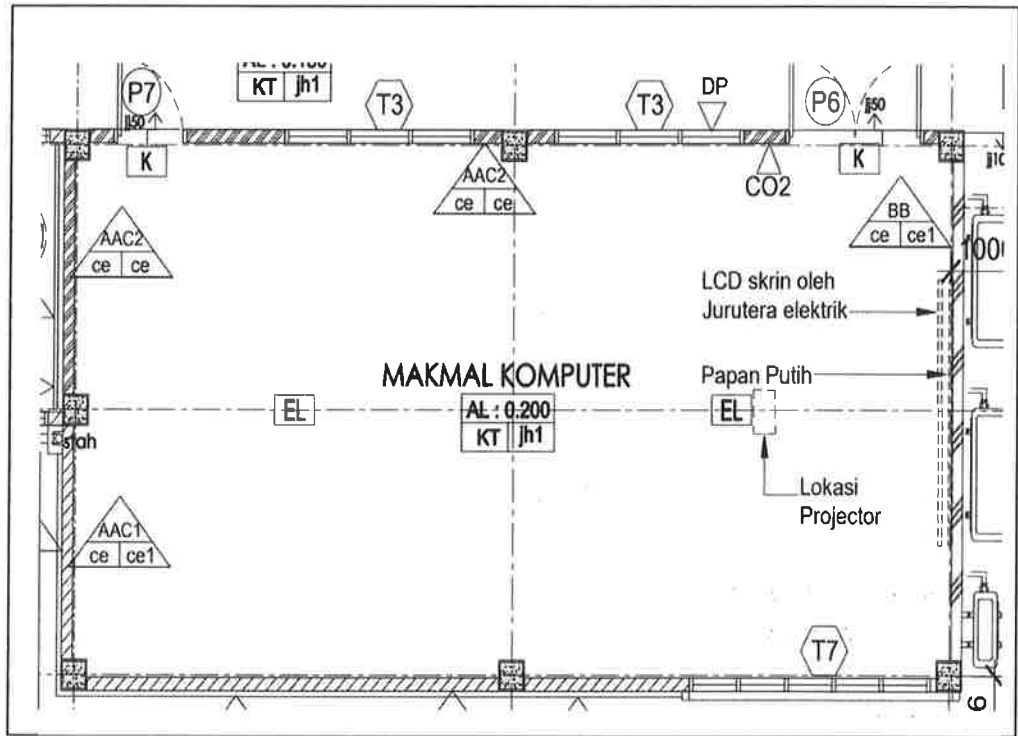 P7
KT jh1
T3
T3
DP
P6
jj50
jj50
K
K
CO2
AAC2
ce ce
AAC2
ce ce
BB
ce ce1
LCD skrin oleh
Jurutera elektrik
MAKMAL KOMPUTER
Papan Putih
EL
AL : 0.200
KT jh1
EL
Lokasi
Projector
AAC1
ce ce1
T7